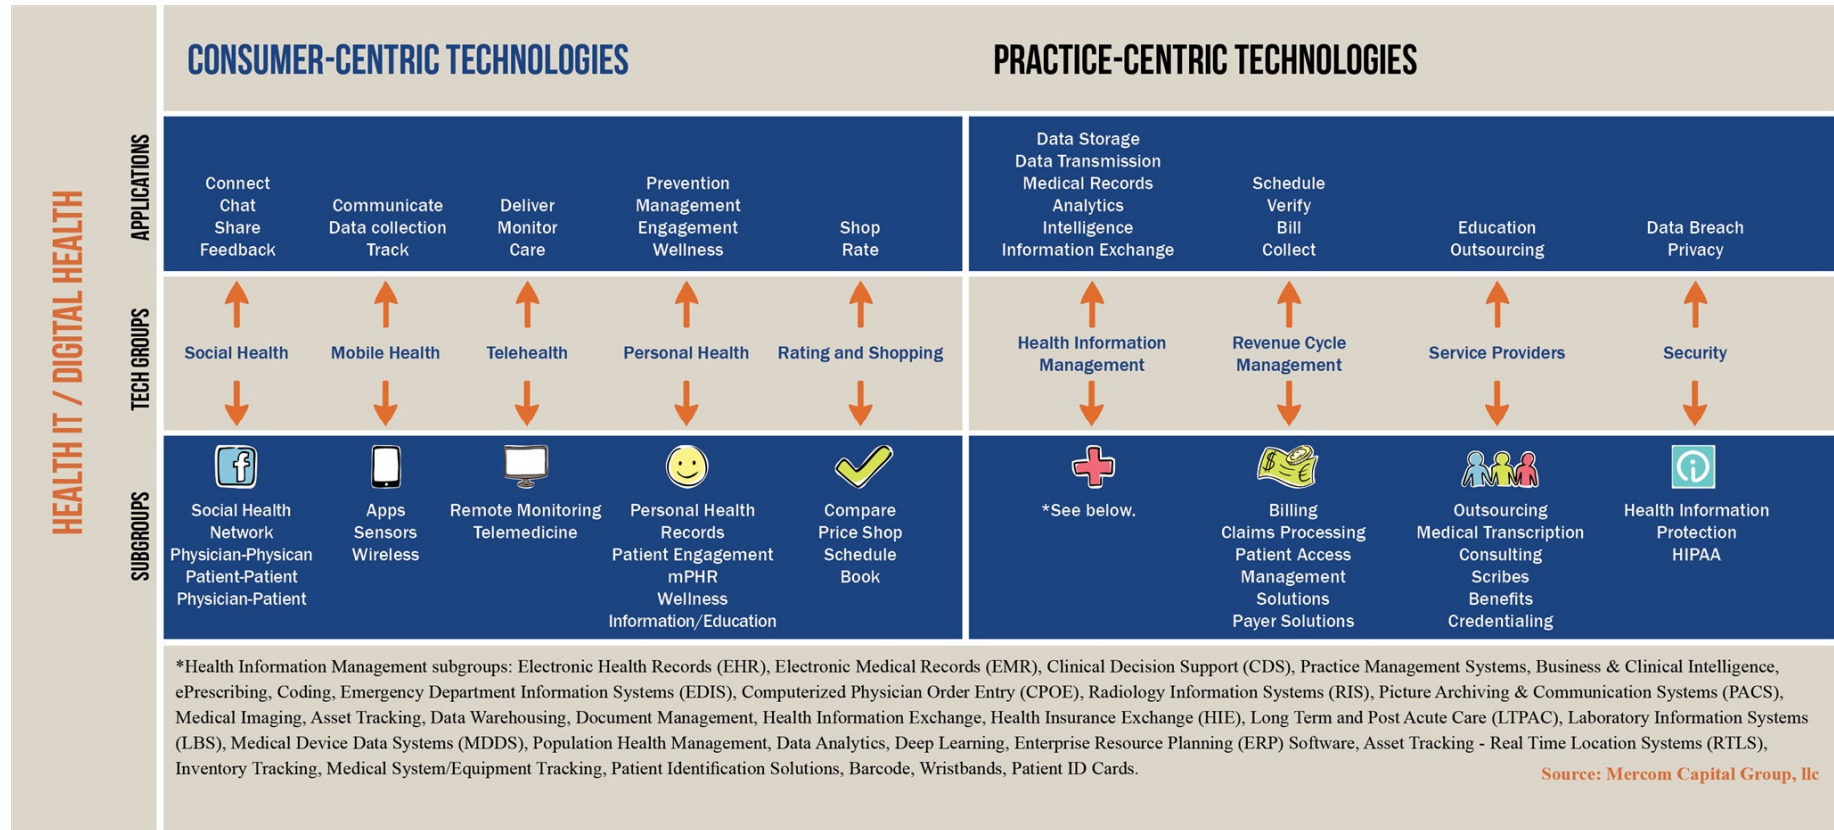 CONSUMER-CENTRIC TECHNOLOGIES
PRACTICE-CENTRIC TECHNOLOGIES
HEALTH IT / DIGITAL HEALTH
APPLICATIONS
Connect
Chat
Share
Feedback
Communicate
Data collection
Track
Deliver
Monitor
Care
Prevention
Management
Engagement
Wellness
Shop
Rate
Data Storage
Data Transmission
Medical Records
Analytics
Intelligence
Information Exchange
Schedule
Verify
Bill
Collect
Education
Outsourcing
Data Breach
Privacy
TECH GROUPS
Social Health
Mobile Health
Telehealth
Personal Health
Rating and Shopping
Health Information
Management
Revenue Cycle
Management
Service Providers
Security
SUBGROUPS
f
Social Health
Network
Physician-Physican
Patient-Patient
Physician-Patient
Apps
Sensors
Wireless
Remote Monitoring
Telemedicine
Personal Health
Records
Patient Engagement
mPHR
Wellness
Information/Education
Compare
Price Shop
Schedule
Book
*See below.
$ €
Billing
Claims Processing
Patient Access
Management
Solutions
Payer Solutions
Outsourcing
Medical Transcription
Consulting
Scribes
Benefits
Credentialing
i
Health Information
Protection
HIPAA
*Health Information Management subgroups: Electronic Health Records (EHR), Electronic Medical Records (EMR), Clinical Decision Support (CDS), Practice Management Systems, Business & Clinical Intelligence,
ePrescribing, Coding, Emergency Department Information Systems (EDIS), Computerized Physician Order Entry (CPOE), Radiology Information Systems (RIS), Picture Archiving & Communication Systems (PACS),
Medical Imaging, Asset Tracking, Data Warehousing, Document Management, Health Information Exchange, Health Insurance Exchange (HIE), Long Term and Post Acute Care (LTPAC), Laboratory Information Systems
(LBS), Medical Device Data Systems (MDDS), Population Health Management, Data Analytics, Deep Learning, Enterprise Resource Planning (ERP) Software, Asset Tracking - Real Time Location Systems (RTLS),
Inventory Tracking, Medical System/Equipment Tracking, Patient Identification Solutions, Barcode, Wristbands, Patient ID Cards.
Source: Mercom Capital Group, llc